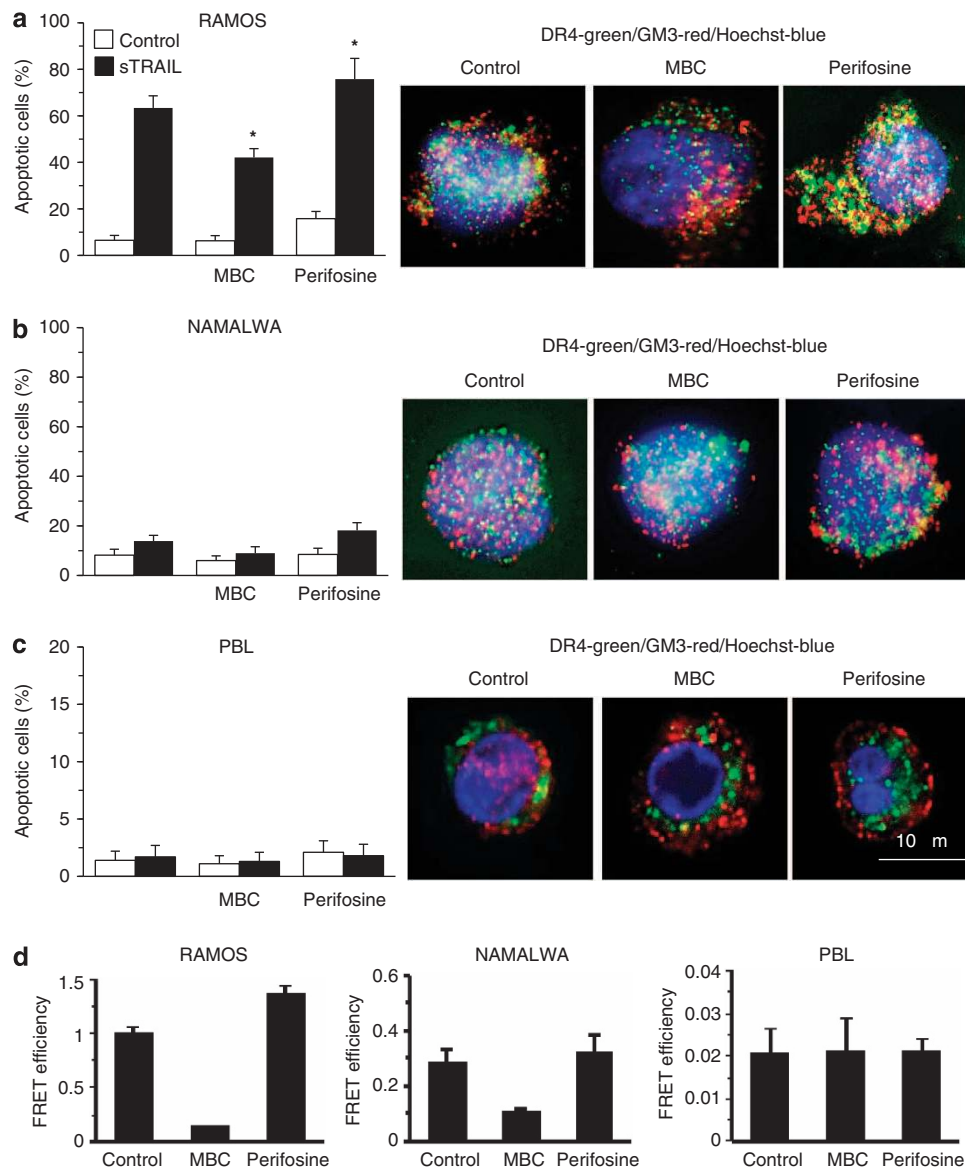 a
RAMOS
Apoptotic cells (%)
100
80
60
40
20
0
Control
sTRAIL
*
*
MBC
Perifosine
DR4-green/GM3-red/Hoechst-blue
Control
MBC
Perifosine
b
NAMALWA
Apoptotic cells (%)
100
80
60
40
20
0
MBC
Perifosine
DR4-green/GM3-red/Hoechst-blue
Control
MBC
Perifosine
c
PBL
Apoptotic cells (%)
20
15
10
5
0
MBC
Perifosine
DR4-green/GM3-red/Hoechst-blue
Control
MBC
Perifosine
10 m
d
RAMOS
FRET efficiency
1.5
1
0.5
0
Control
MBC
Perifosine
NAMALWA
FRET efficiency
0.6
0.4
0.2
0
Control
MBC
Perifosine
PBL
FRET efficiency
0.04
0.03
0.02
0.01
0
Control
MBC
Perifosine